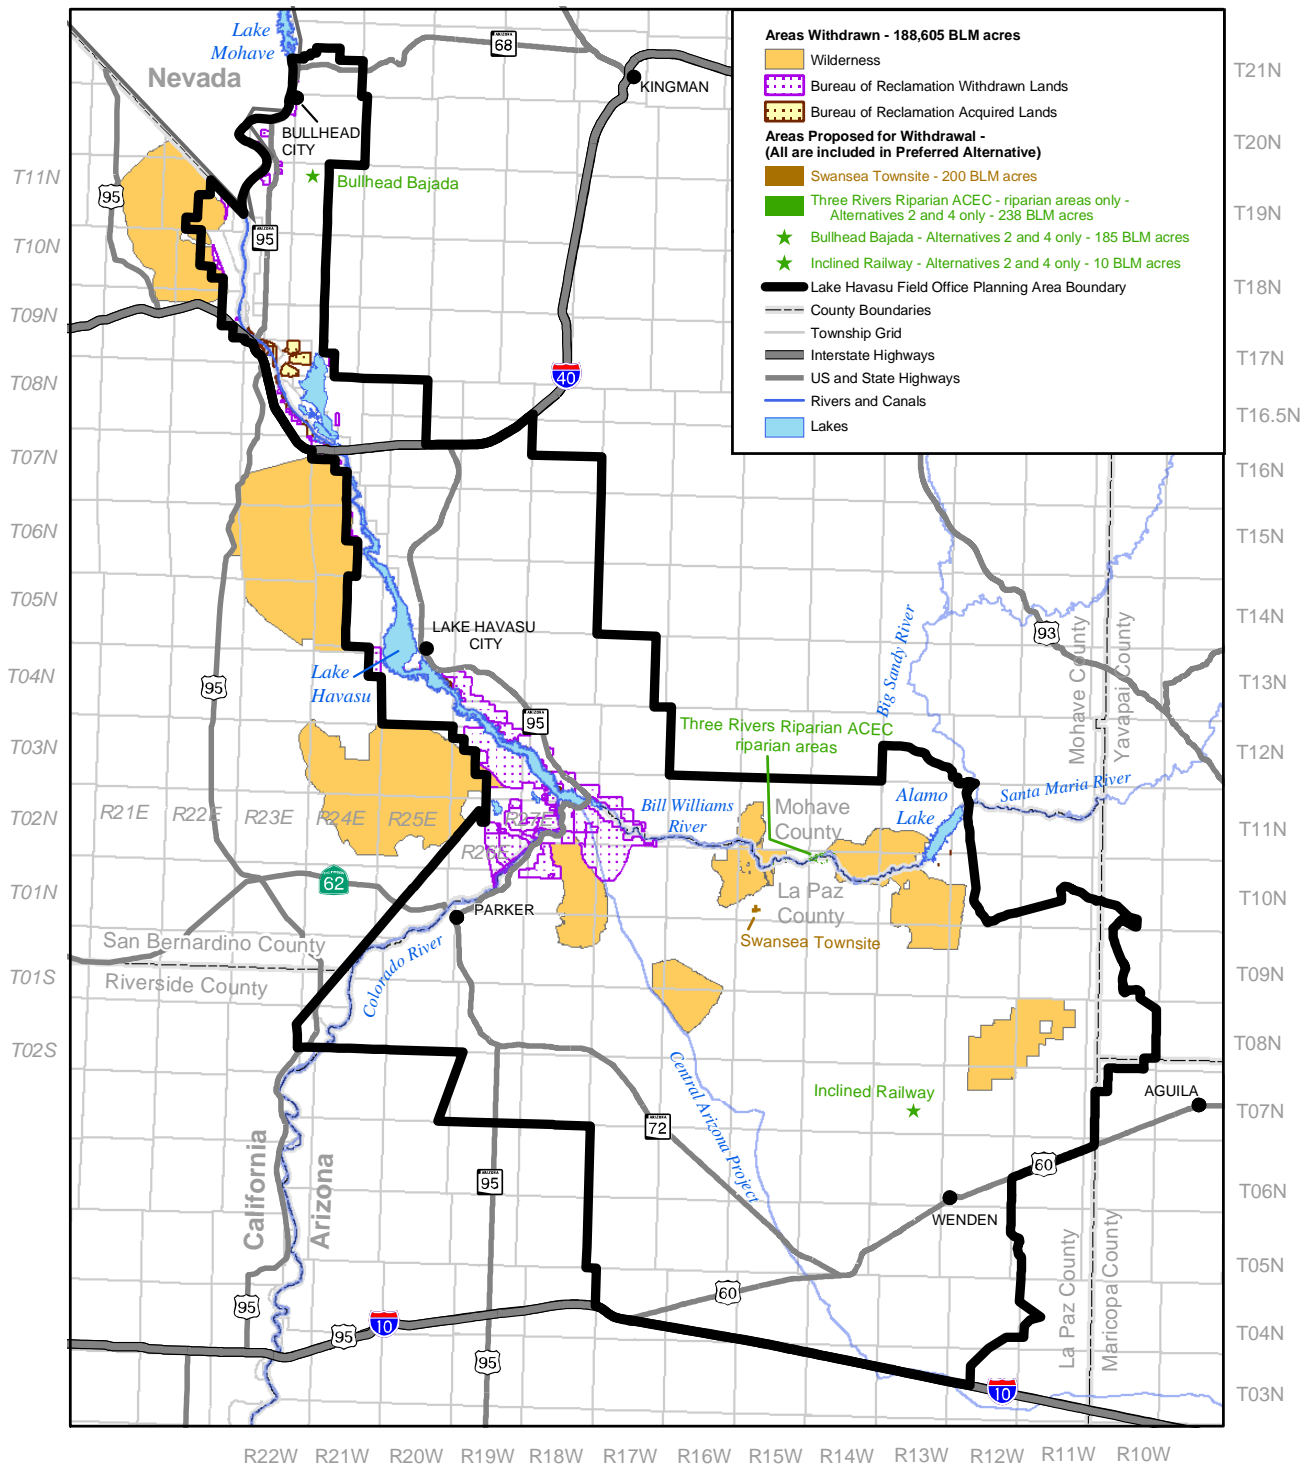 Areas Withdrawn - 188,605 BLM acres
Wilderness
Bureau of Reclamation Withdrawn Lands
Bureau of Reclamation Acquired Lands
Areas Proposed for Withdrawal -
(All are included in Preferred Alternative)
Swansea Townsite - 200 BLM acres
Three Rivers Riparian ACEC - riparian areas only -
Alternatives 2 and 4 only - 238 BLM acres
Bullhead Bajada - Alternatives 2 and 4 only - 185 BLM acres
Inclined Railway - Alternatives 2 and 4 only - 10 BLM acres
Lake Havasu Field Office Planning Area Boundary
County Boundaries
Township Grid
Interstate Highways
US and State Highways
Rivers and Canals
Lakes
Lake
Mohave
Nevada
ARIZONA
68
KINGMAN
BULLHEAD
CITY
Bullhead Bajada
95
ARIZONA
95
40
LAKE HAVASU
CITY
Lake
Havasu
95
ARIZONA
95
93
Big Sandy River
Mohave County
Yavapai County
Three Rivers Riparian ACEC
riparian areas
Santa Maria River
Alamo
Lake
Bill Williams
River
Mohave
County
La Paz
County
Swansea Townsite
R21E
R22E
R23E
R24E
R25E
R26E
R27E
62
PARKER
San Bernardino County
Riverside County
Colorado River
Central Arizona Project
Inclined Railway
AGUILA
ARIZONA
72
60
California
Arizona
ARIZONA
95
WENDEN
La Paz County
Maricopa County
60
95
95
10
95
10
T11N
T10N
T09N
T08N
T07N
T06N
T05N
T04N
T03N
T02N
T01N
T01S
T02S
T21N
T20N
T19N
T18N
T17N
T16.5N
T16N
T15N
T14N
T13N
T12N
T11N
T10N
T09N
T08N
T07N
T06N
T05N
T04N
T03N
R22W
R21W
R20W
R19W
R18W
R17W
R16W
R15W
R14W
R13W
R12W
R11W
R10W